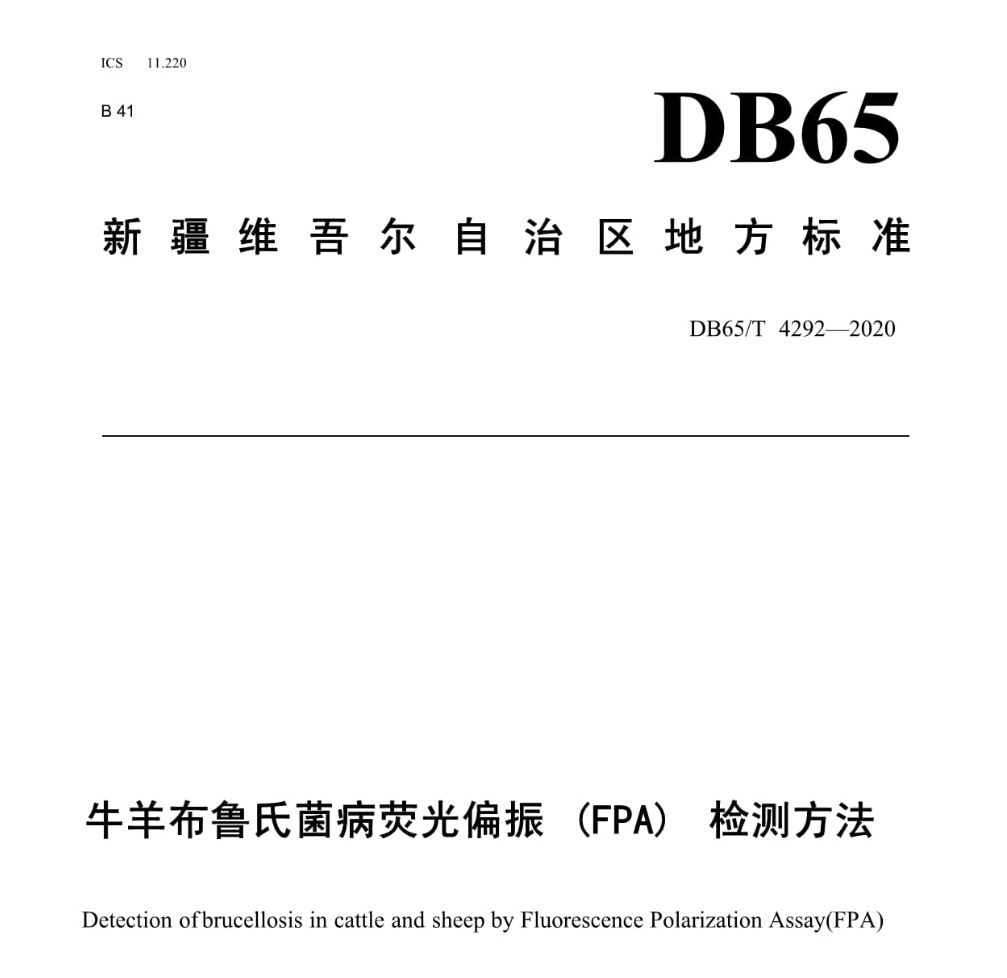 ICS 11.220
B 41
DB65
新疆维吾尔自治区地方标准
DB65/T 4292—2020
牛羊布鲁氏菌病荧光偏振 (FPA) 检测方法
Detection of brucellosis in cattle and sheep by Fluorescence Polarization Assay(FPA)